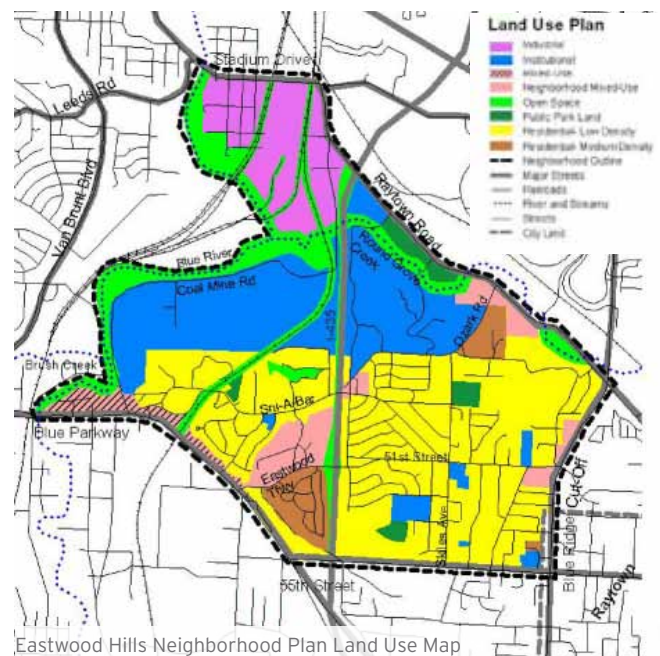 Land Use Plan
Industrial
Institutional
Mixed-Use
Neighborhood Mixed-Use
Open Space
Public Park Land
Residential-Low Density
Residential-Medium Density
Neighborhood Outline
Major Streets
Railroads
River and Streams
Streets
City Limit
Stadium Drive
Leeds Rd
Van Brunt Blvd
Raytown Road
Blue River
Round Grove
Creek
Coal Mine Rd
I-435
Ozark Rd
Brush Creek
Sni-A-Bar
Blue Parkway
51st Street
Eastwood
Tfwy
Skiles Ave
Blue Ridge Cut-Off
55th Street
Raytown
Eastwood Hills Neighborhood Plan Land Use Map